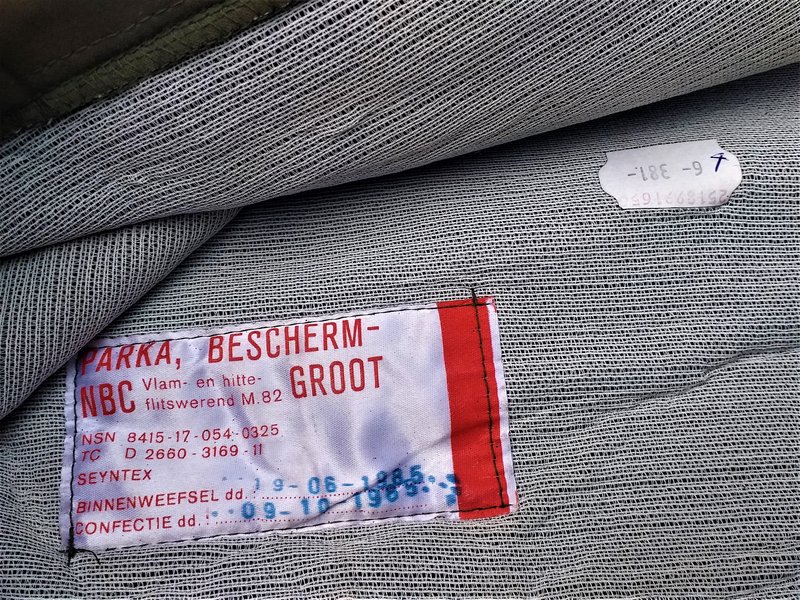 6- 381-
PARKA, BESCHERM-
NBC Vlam- en hitte-
flitswerend M.82 GROOT
NSN 8415-17-054-0325
TC D 2660-3169-11
SEYNTEX
BINNENWEEFSEL dd. : 19-06-1985
CONFECTIE dd. : 09-10-1985